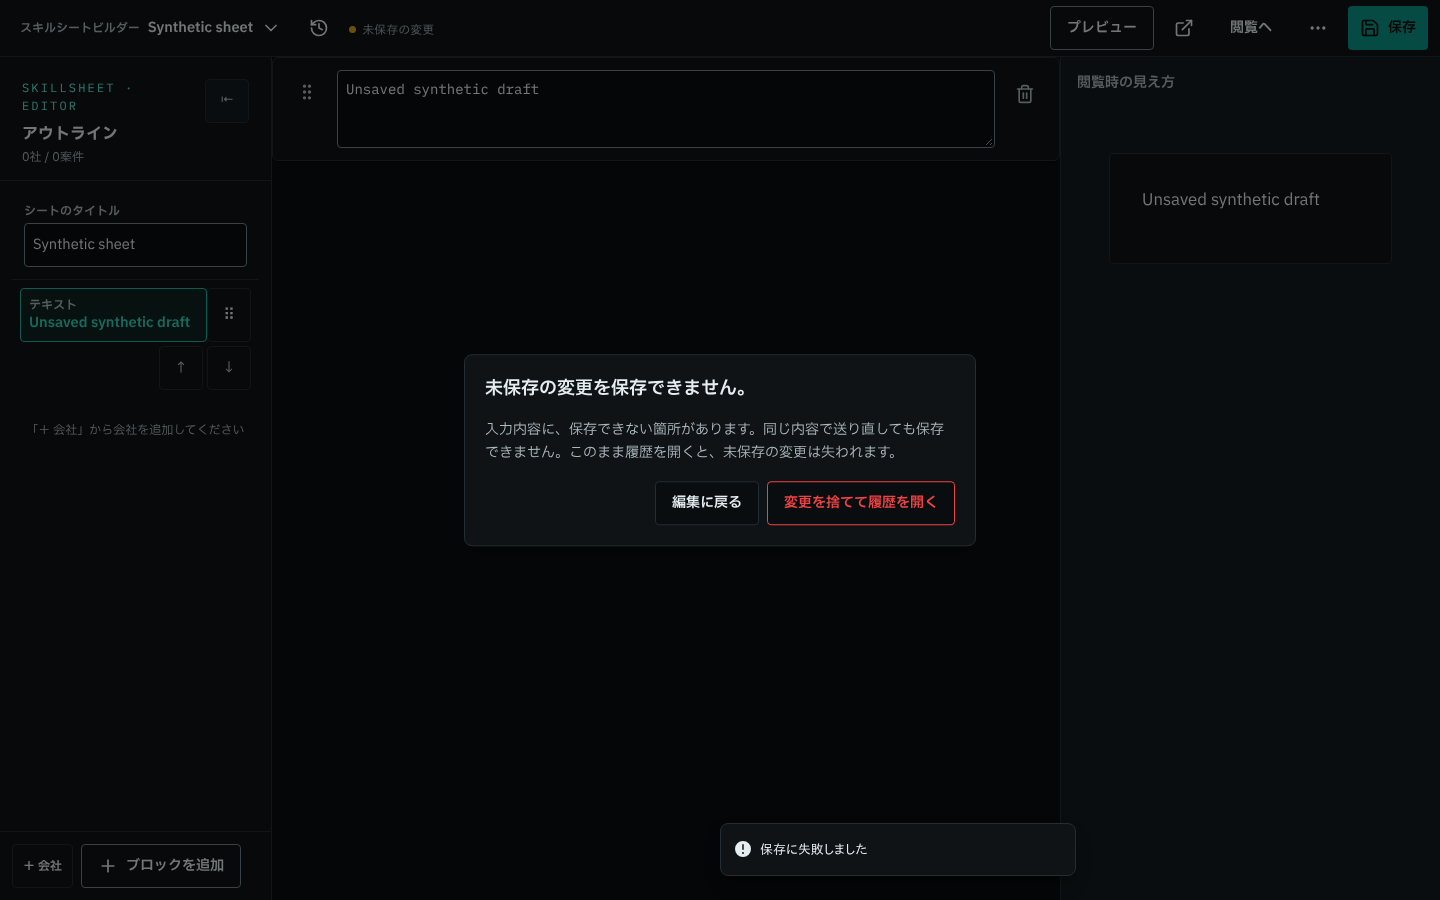 スキルシートビルダー Synthetic sheet
未保存の変更
プレビュー
閲覧へ
保存
SKILLSHEET ·
EDITOR
アウトライン
0社 / 0案件
シートのタイトル
Synthetic sheet
テキスト
Unsaved synthetic draft
↑ ↓
「＋ 会社」から会社を追加してください
+ 会社
ブロックを追加
Unsaved synthetic draft
閲覧時の見え方
Unsaved synthetic draft
未保存の変更を保存できません。
入力内容に、保存できない箇所があります。同じ内容で送り直しても保存
できません。このまま履歴を開くと、未保存の変更は失われます。
編集に戻る
変更を捨てて履歴を開く
保存に失敗しました